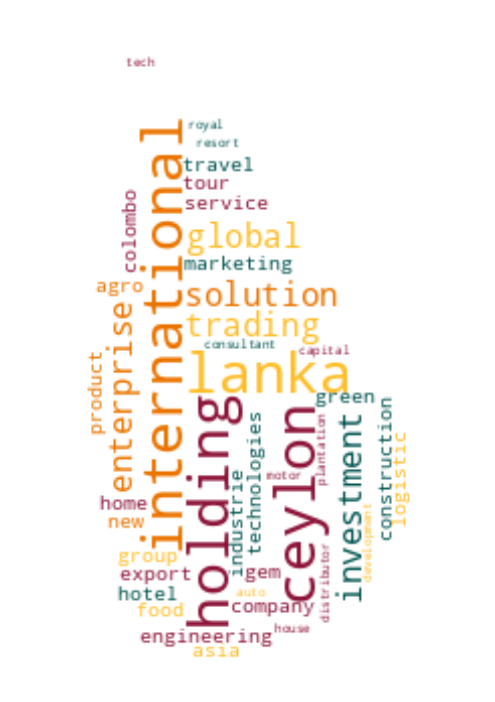 tech
royal
resort
travel
tour
service
colombo
international
global
marketing
agro
solution
enterprise
trading
consultant
capital
product
lanka
green
holding
ceylon
technologies
plantation
investment
construction
logistic
motor
industrie
home
new
development
group
distributor
export
gem
hotel
auto
food
company
house
engineering
asia